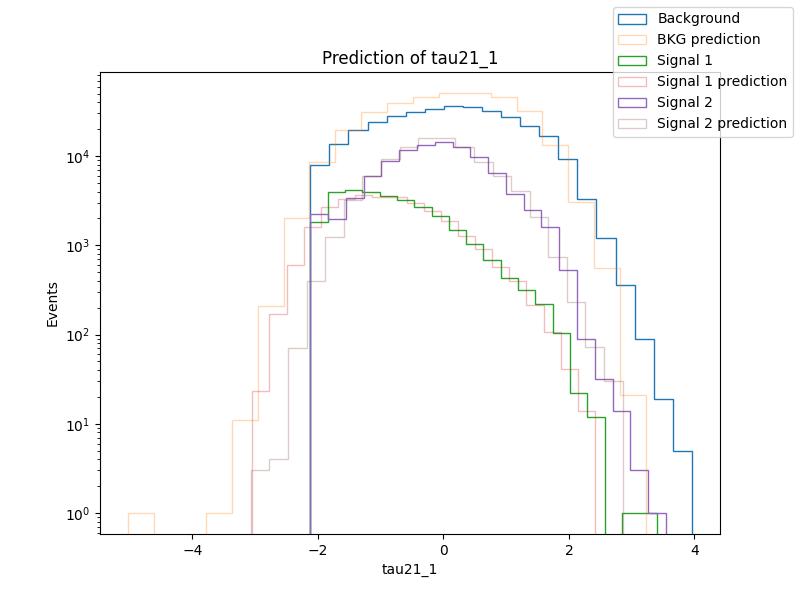 Prediction of tau21_1
Background
BKG prediction
Signal 1
Signal 1 prediction
Signal 2
Signal 2 prediction
Events
10^4
10^3
10^2
10^1
10^0
−4
−2
0
2
4
tau21_1